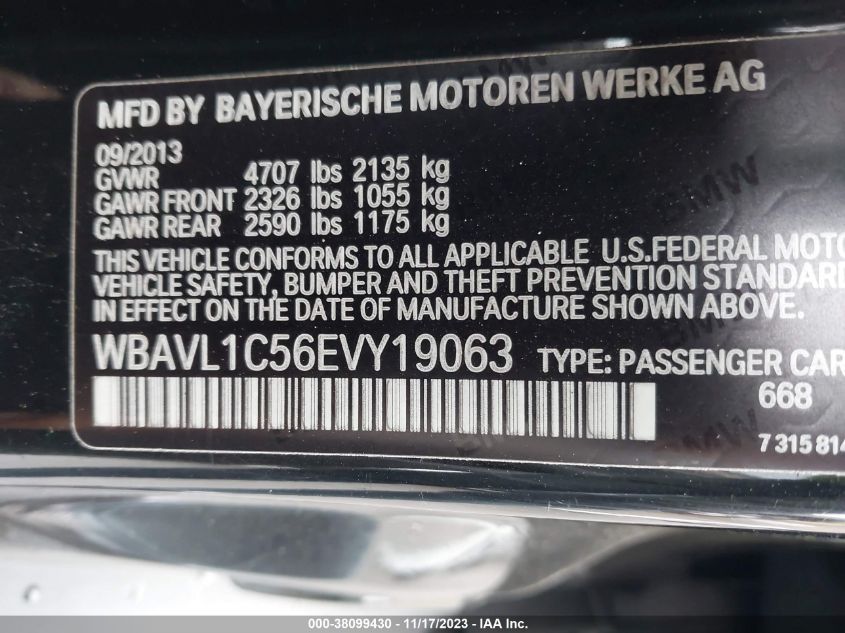 MFD BY BAYERISCHE MOTOREN WERKE AG
09/2013
GVWR 4707 lbs 2135 kg
GAWR FRONT 2326 lbs 1055 kg
GAWR REAR 2590 lbs 1175 kg
THIS VEHICLE CONFORMS TO ALL APPLICABLE U.S.FEDERAL MOTO
VEHICLE SAFETY, BUMPER AND THEFT PREVENTION STANDARD
IN EFFECT ON THE DATE OF MANUFACTURE SHOWN ABOVE.
WBAVL1C56EVY19063 TYPE: PASSENGER CAR
668
7 315 814
BMW
000-38099430 - 11/17/2023 - IAA Inc.